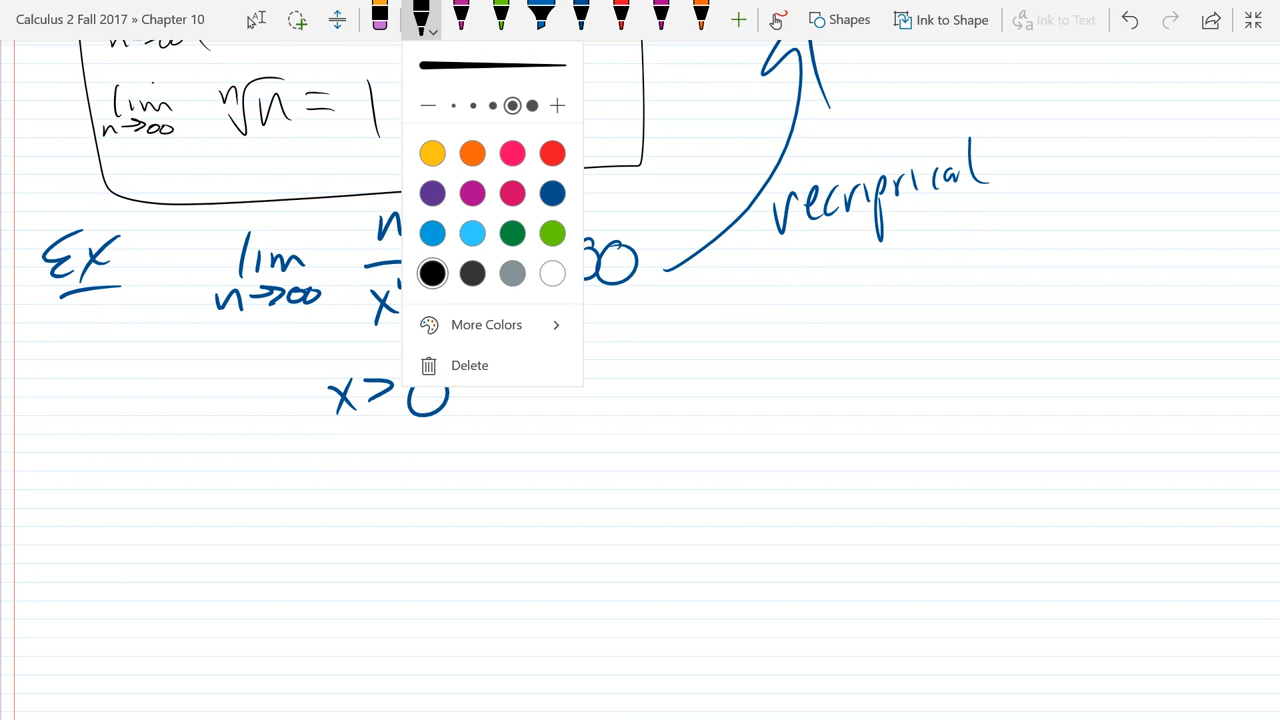 Calculus 2 Fall 2017 » Chapter 10
Shapes
Ink to Shape
Ink to Text
n→∞
lim ⁿ√n = 1
n→∞
More Colors
Delete
reciprical
Ex lim n
n→∞ x
x > 0